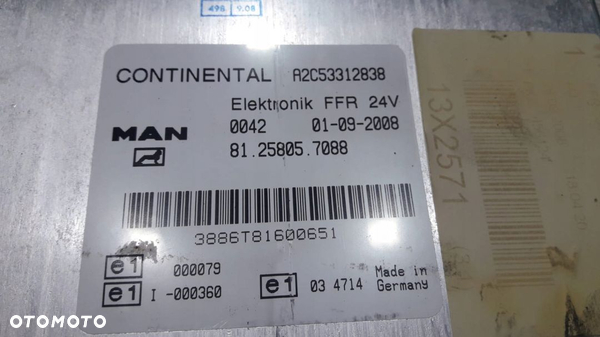 498 9.08
CONTINENTAL A2C53312838
Elektronik FFR 24V
MAN 0042 01-09-2008
81.25805.7088
3886T81600651
e1 000079
e1 I -000360
e1 03 4714
Made in
Germany
13X2571
OTOMOTO